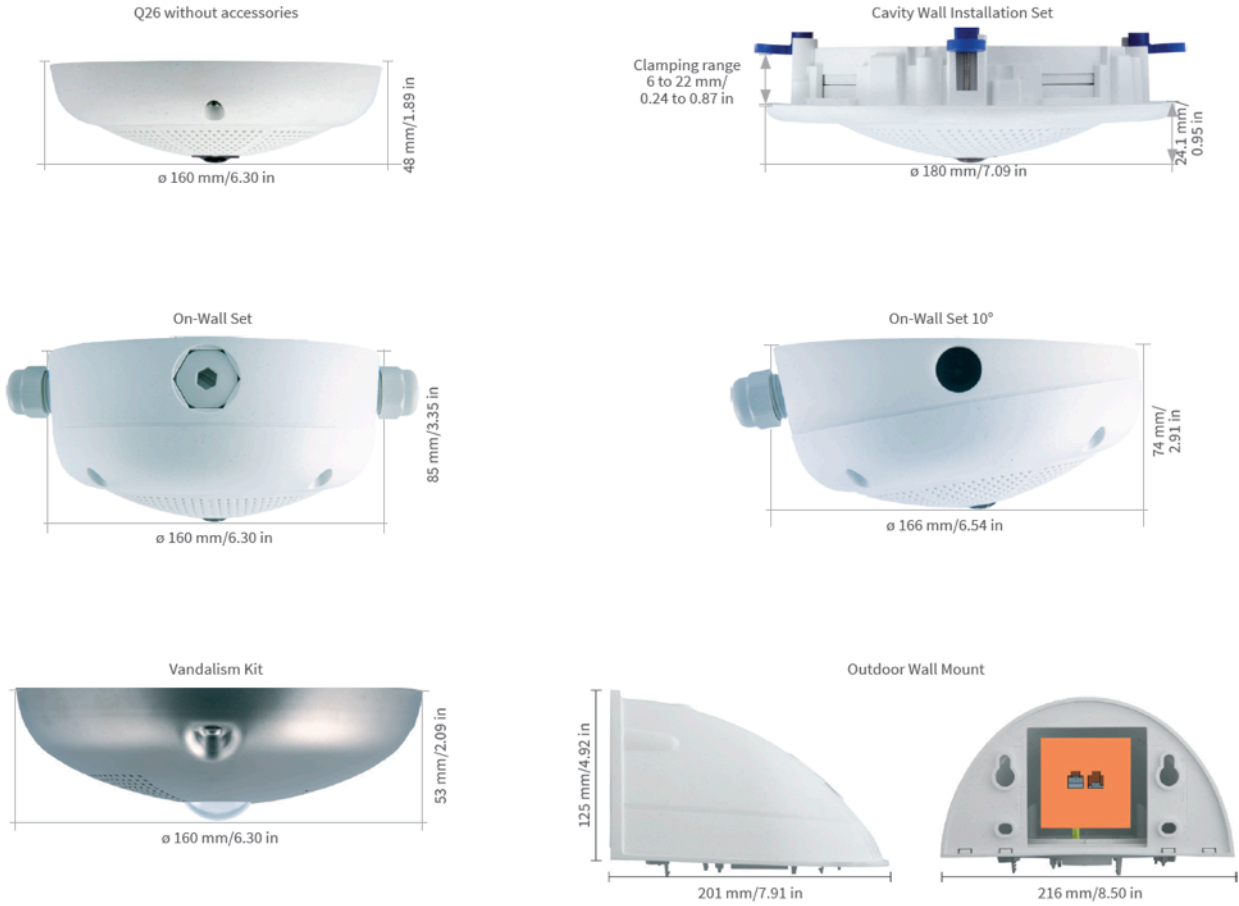 Q26 without accessories
48 mm/1.89 in
ø 160 mm/6.30 in
Cavity Wall Installation Set
Clamping range
6 to 22 mm/
0.24 to 0.87 in
24.1 mm/
0.95 in
ø 180 mm/7.09 in
On-Wall Set
85 mm/3.35 in
ø 160 mm/6.30 in
On-Wall Set 10°
74 mm/
2.91 in
ø 166 mm/6.54 in
Vandalism Kit
53 mm/2.09 in
ø 160 mm/6.30 in
Outdoor Wall Mount
125 mm/4.92 in
201 mm/7.91 in
216 mm/8.50 in